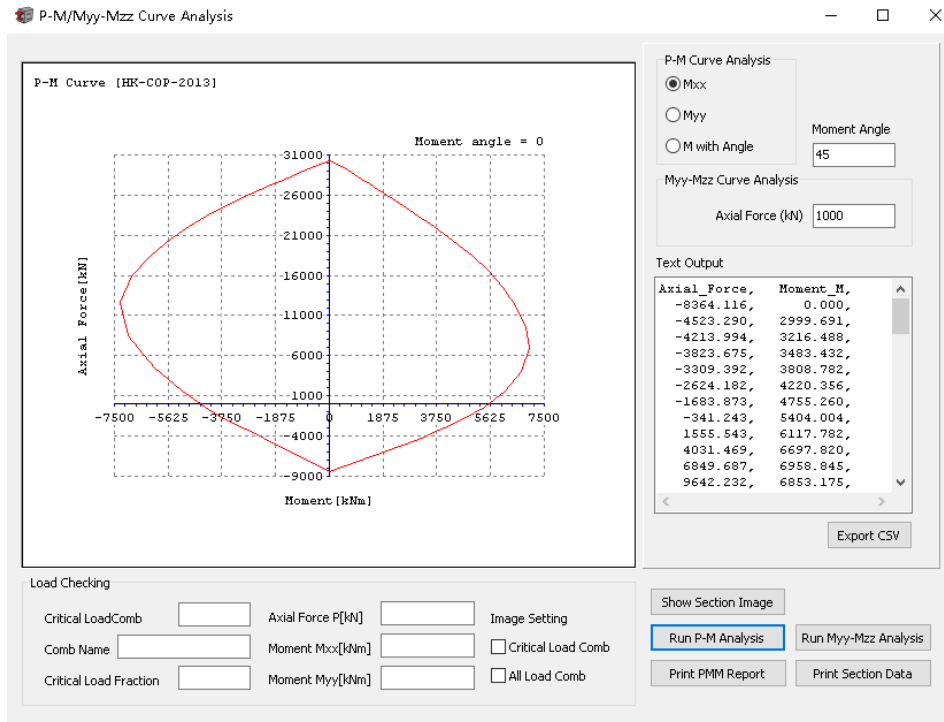 P-M/Myy-Mzz Curve Analysis
P-M Curve [HK-COP-2013]
Moment angle = 0
31000
26000
21000
16000
11000
6000
1000
-4000
-9000
-7500 -5625 -3750 -1875 0 1875 3750 5625 7500
Axial Force[kN]
Moment[kNm]
P-M Curve Analysis
Mxx
Myy
M with Angle
Moment Angle
45
Myy-Mzz Curve Analysis
Axial Force (kN) 1000
Text Output
Axial_Force, Moment_M,
-8364.116, 0.000,
-4523.290, 2999.691,
-4213.994, 3216.488,
-3823.675, 3483.432,
-3309.392, 3808.782,
-2624.182, 4220.356,
-1683.873, 4755.260,
-341.243, 5404.004,
1555.543, 6117.782,
4031.469, 6697.820,
6849.687, 6958.845,
9642.232, 6853.175,
Export CSV
Load Checking
Critical LoadComb
Comb Name
Critical Load Fraction
Axial Force P[kN]
Moment Mxx[kNm]
Moment Myy[kNm]
Image Setting
Critical Load Comb
All Load Comb
Show Section Image
Run P-M Analysis Run Myy-Mzz Analysis
Print PMM Report Print Section Data